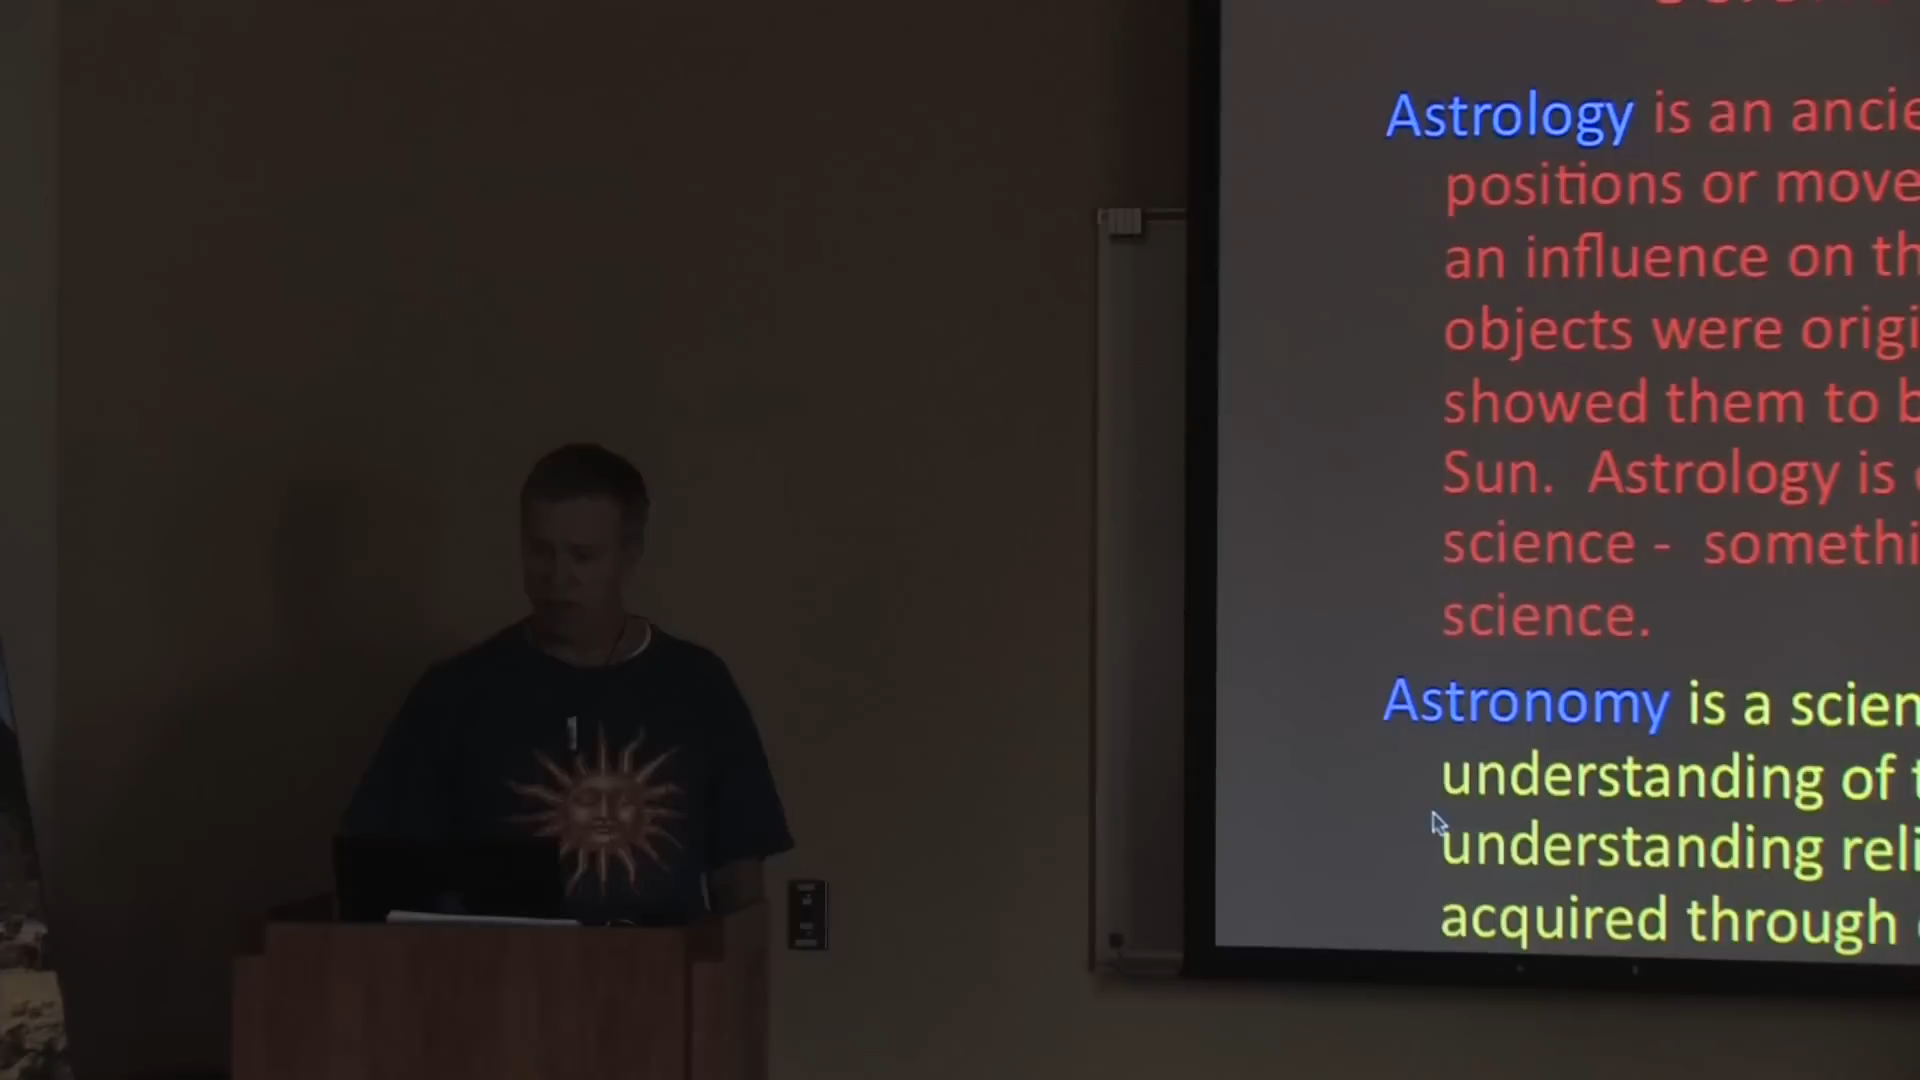 Astrology is an ancie
positions or move
an influence on th
objects were origi
showed them to b
Sun. Astrology is
science - somethi
science.
Astronomy is a scien
understanding of t
understanding reli
acquired through